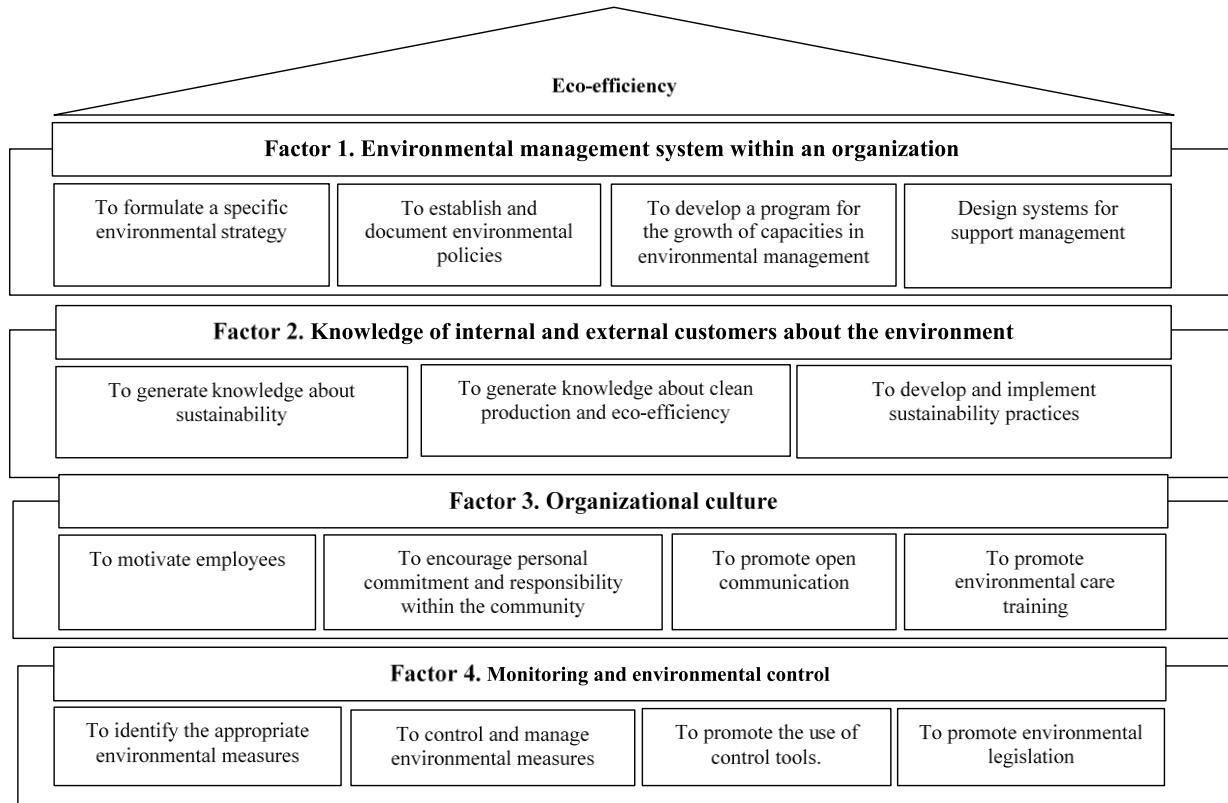 Eco-efficiency
Factor 1. Environmental management system within an organization
To formulate a specific
environmental strategy
To establish and
document environmental
policies
To develop a program for
the growth of capacities in
environmental management
Design systems for
support management
Factor 2. Knowledge of internal and external customers about the environment
To generate knowledge about
sustainability
To generate knowledge about clean
production and eco-efficiency
To develop and implement
sustainability practices
Factor 3. Organizational culture
To motivate employees
To encourage personal
commitment and responsibility
within the community
To promote open
communication
To promote
environmental care
training
Factor 4. Monitoring and environmental control
To identify the appropriate
environmental measures
To control and manage
environmental measures
To promote the use of
control tools.
To promote environmental
legislation